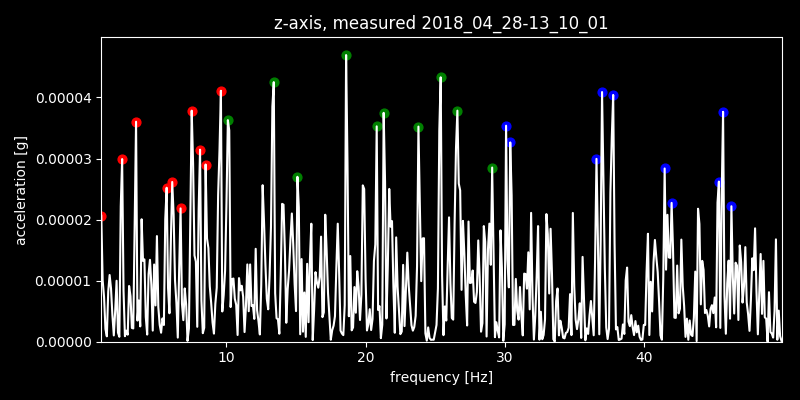 z-axis, measured 2018_04_28-13_10_01
acceleration [g]
0.00004
0.00003
0.00002
0.00001
0.00000
10 20 30 40
frequency [Hz]